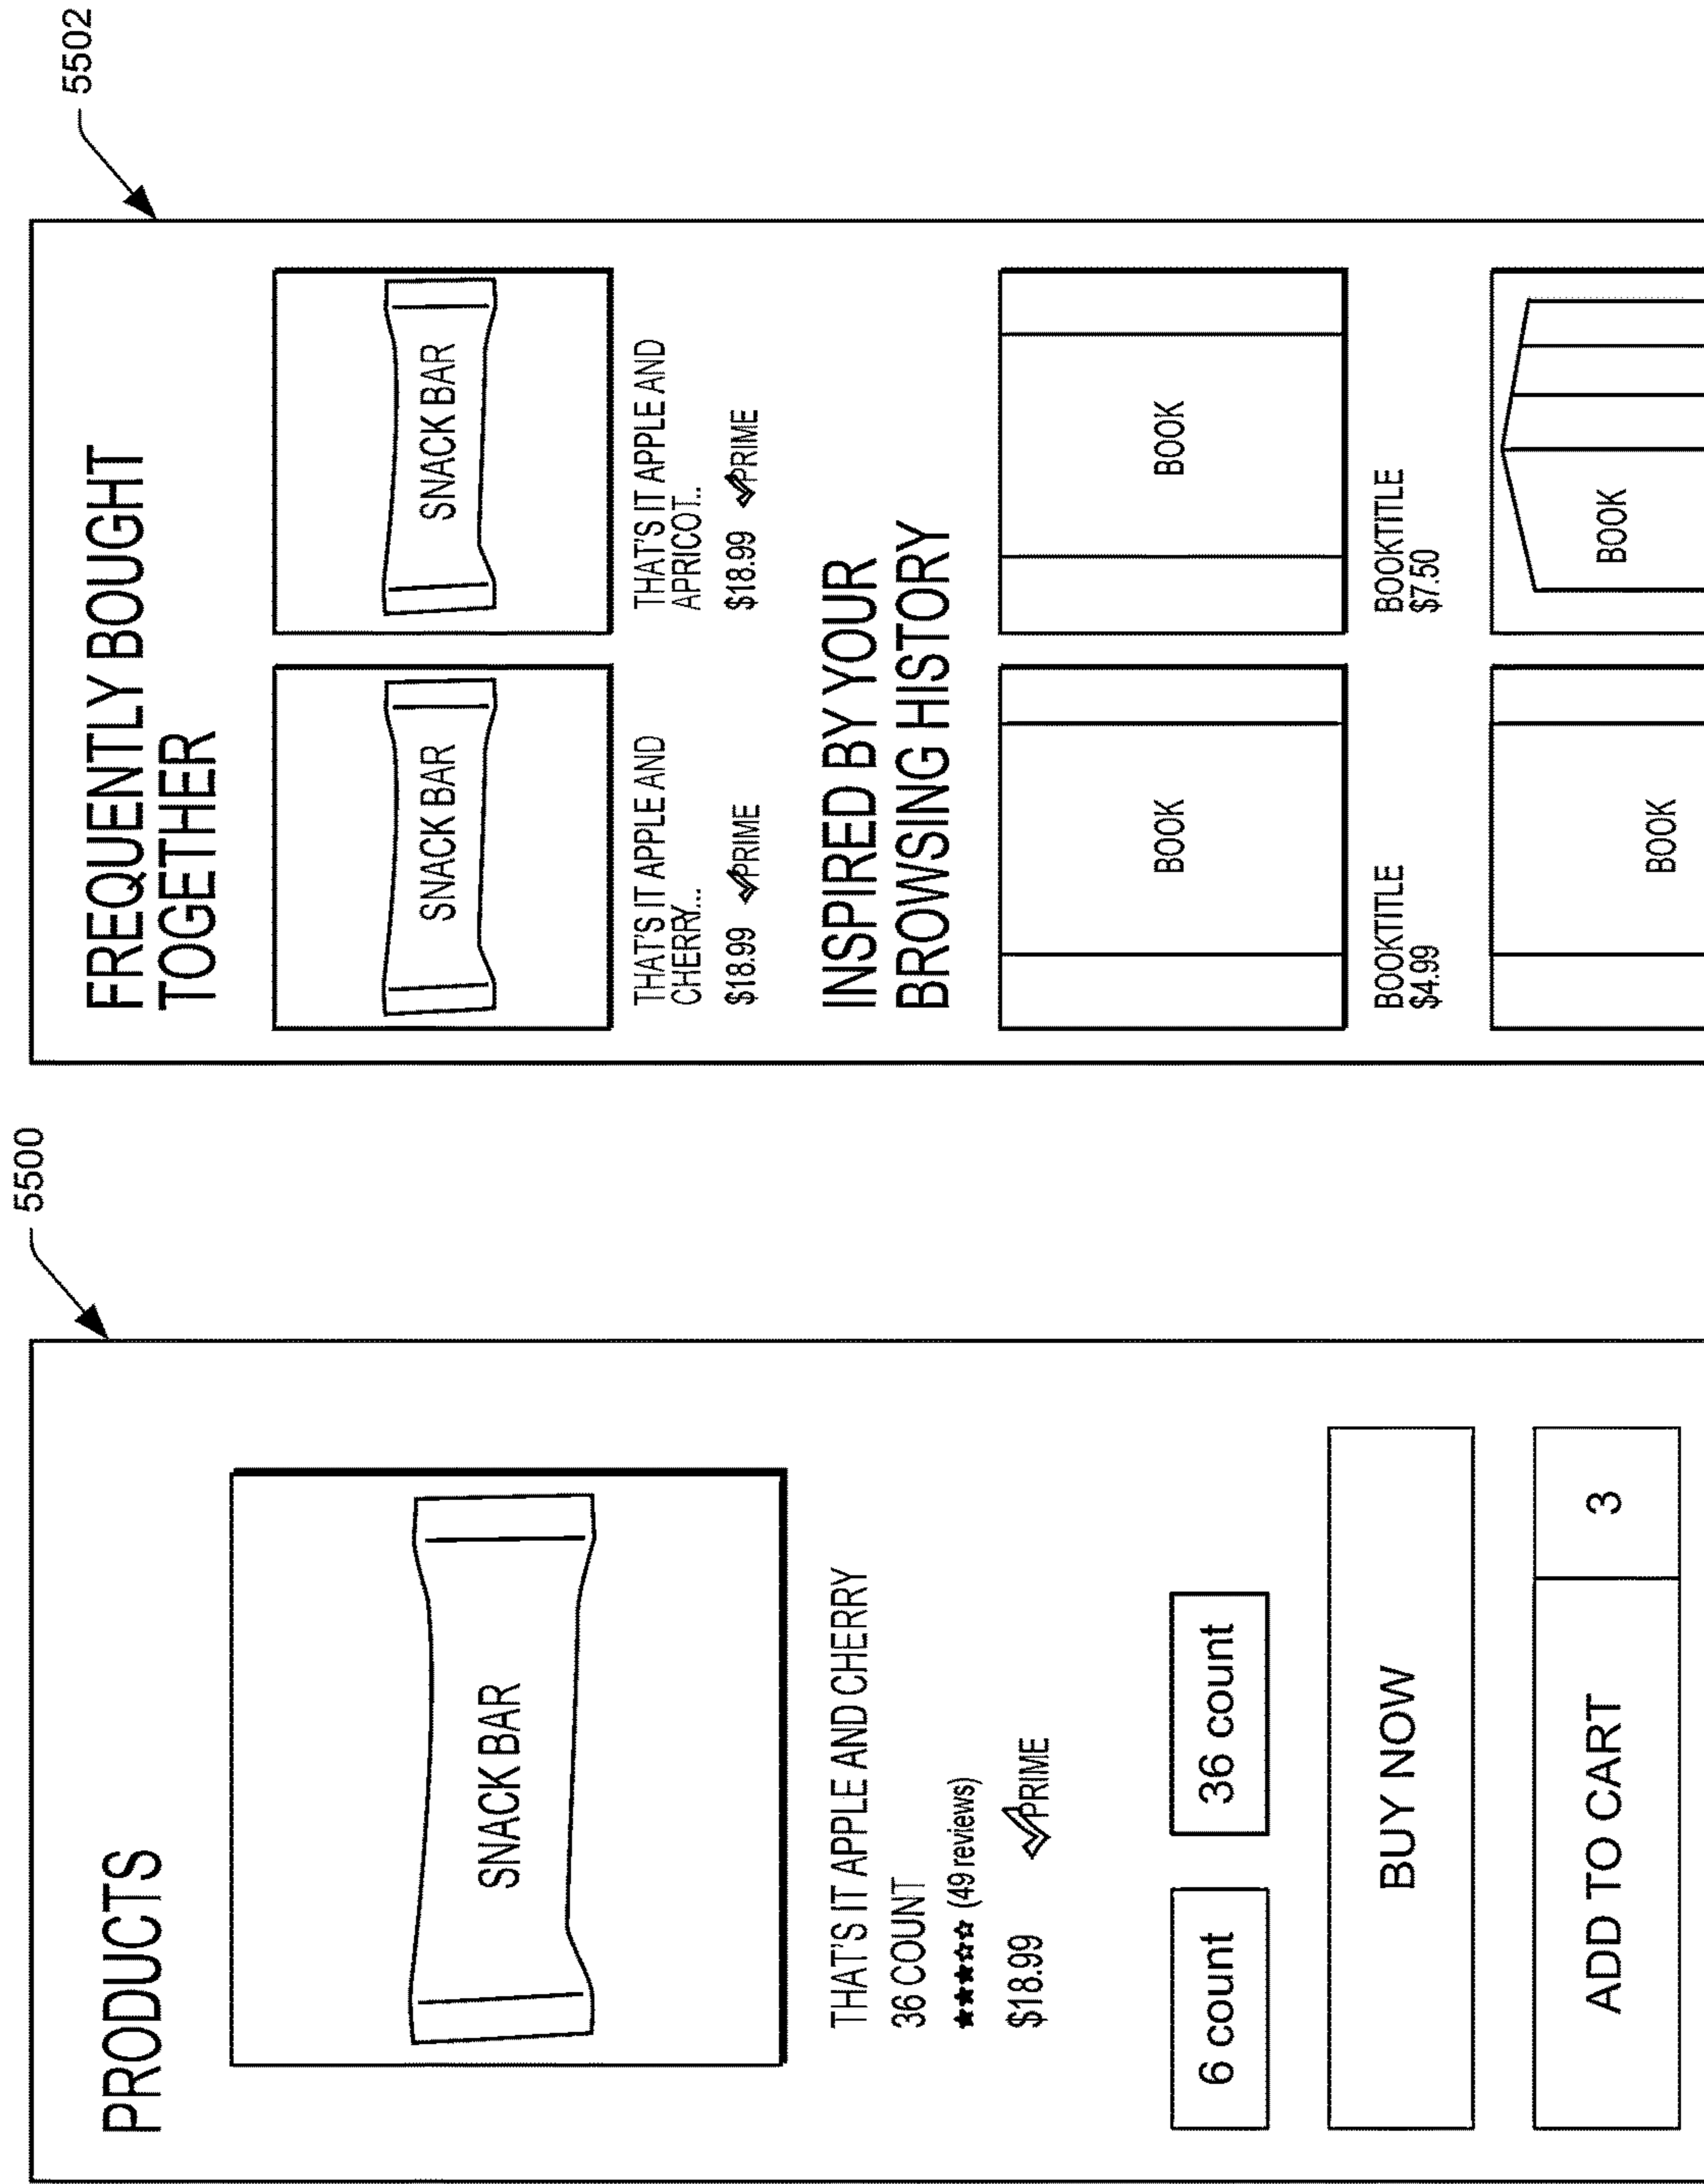 5500
PRODUCTS
SNACK BAR
THAT'S IT APPLE AND CHERRY
36 COUNT
★★★☆☆ (49 reviews)
$18.99 PRIME
6 count 36 count
BUY NOW
ADD TO CART 3
5502
FREQUENTLY BOUGHT
TOGETHER
SNACK BAR SNACK BAR
THAT'S IT APPLE AND THAT'S IT APPLE AND
CHERRY... APRICOT..
$18.99 PRIME $18.99 PRIME
INSPIRED BY YOUR
BROWSING HISTORY
BOOK BOOK
BOOKTITLE BOOKTITLE
$4.99 $7.50
BOOK BOOK